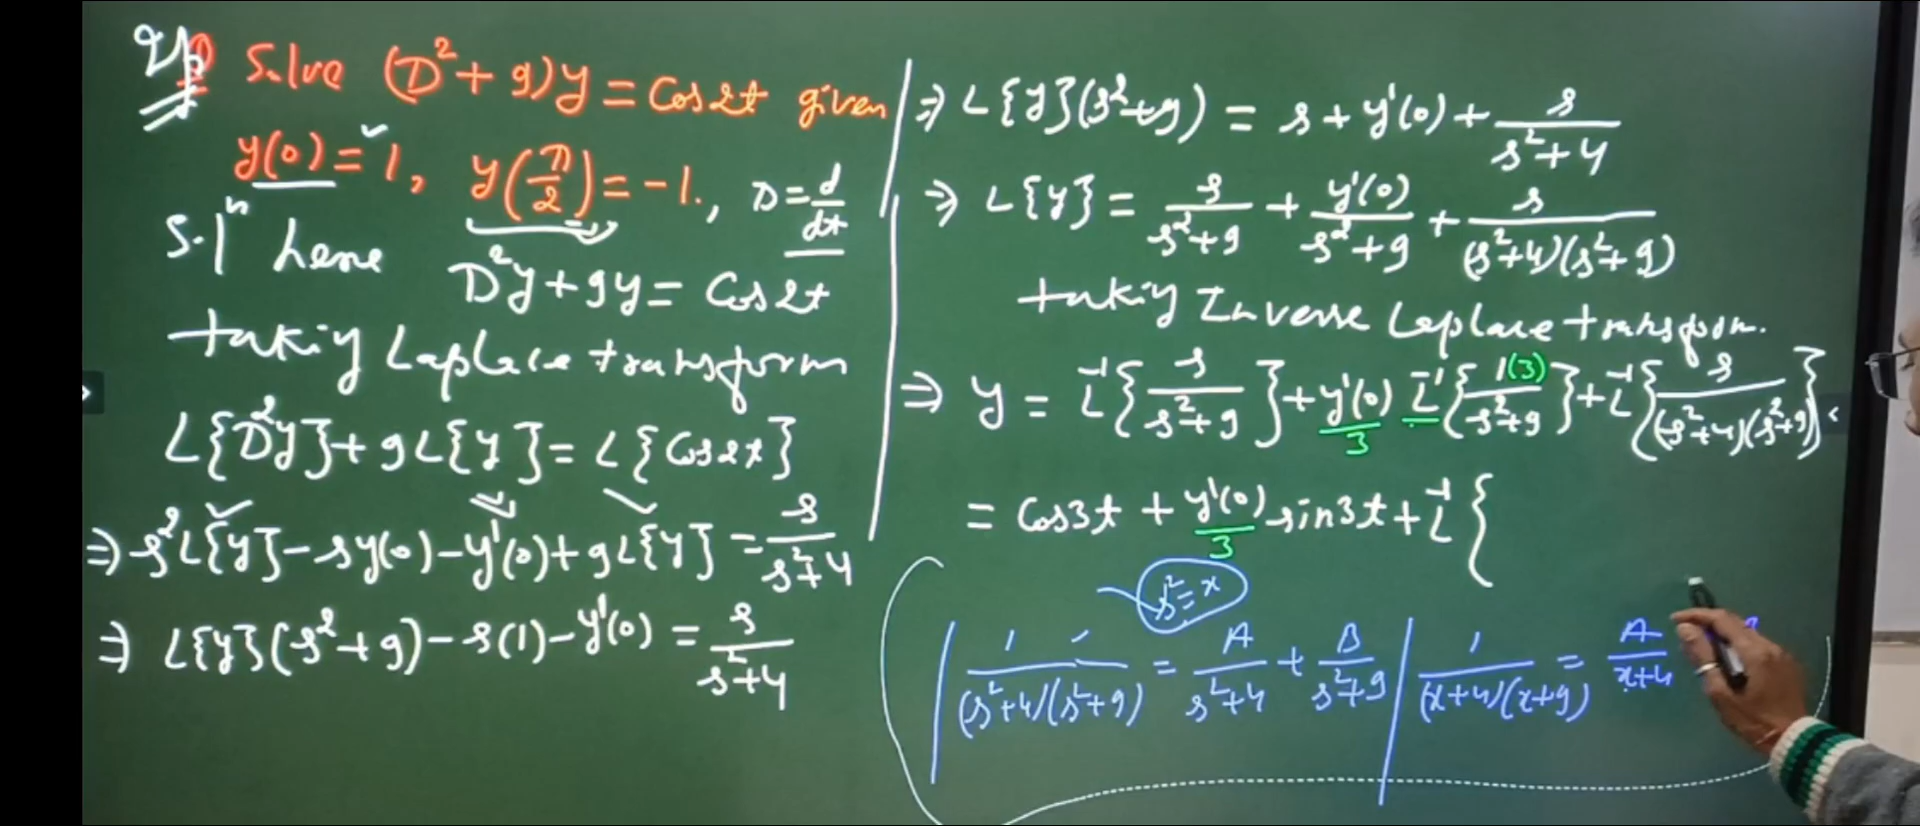 Solve (D²+9)y = Cos2t given
y(0) = 1, y(π/2) = -1., D = d/dt
Solⁿ here D²y + 9y = Cos2t
taking Laplace transform
L{D²y} + 9L{y} = L{Cos2t}
⇒ s²L{y} - sy(0) - y'(0) + 9L{y} = s/(s²+4)
⇒ L{y}(s²+9) - s(1) - y'(0) = s/(s²+4)
⇒ L{y}(s²+9) = s + y'(0) + s/(s²+4)
⇒ L{y} = s/(s²+9) + y'(0)/(s²+9) + s/((s²+4)(s²+9))
taking Inverse Laplace transform.
⇒ y = L⁻¹{s/(s²+9)} + y'(0)/3 L⁻¹{1(3)/(s²+9)} + L⁻¹{s/((s²+4)(s²+9))}
= Cos3t + y'(0)/3 sin3t + L⁻¹{
s² = x
1/((s²+4)(s²+9)) = A/(s²+4) + B/(s²+9) | 1/((x+4)(x+9)) = A/(x+4)